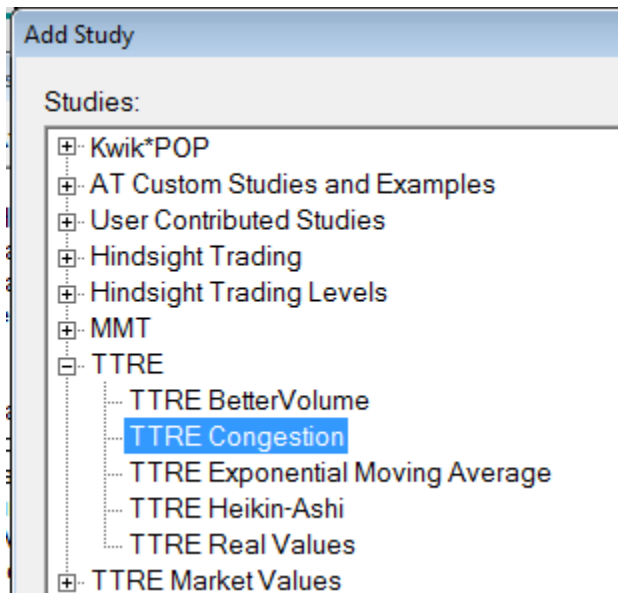 Add Study
Studies:
Kwik*POP
AT Custom Studies and Examples
User Contributed Studies
Hindsight Trading
Hindsight Trading Levels
MMT
TTRE
TTRE BetterVolume
TTRE Congestion
TTRE Exponential Moving Average
TTRE Heikin-Ashi
TTRE Real Values
TTRE Market Values